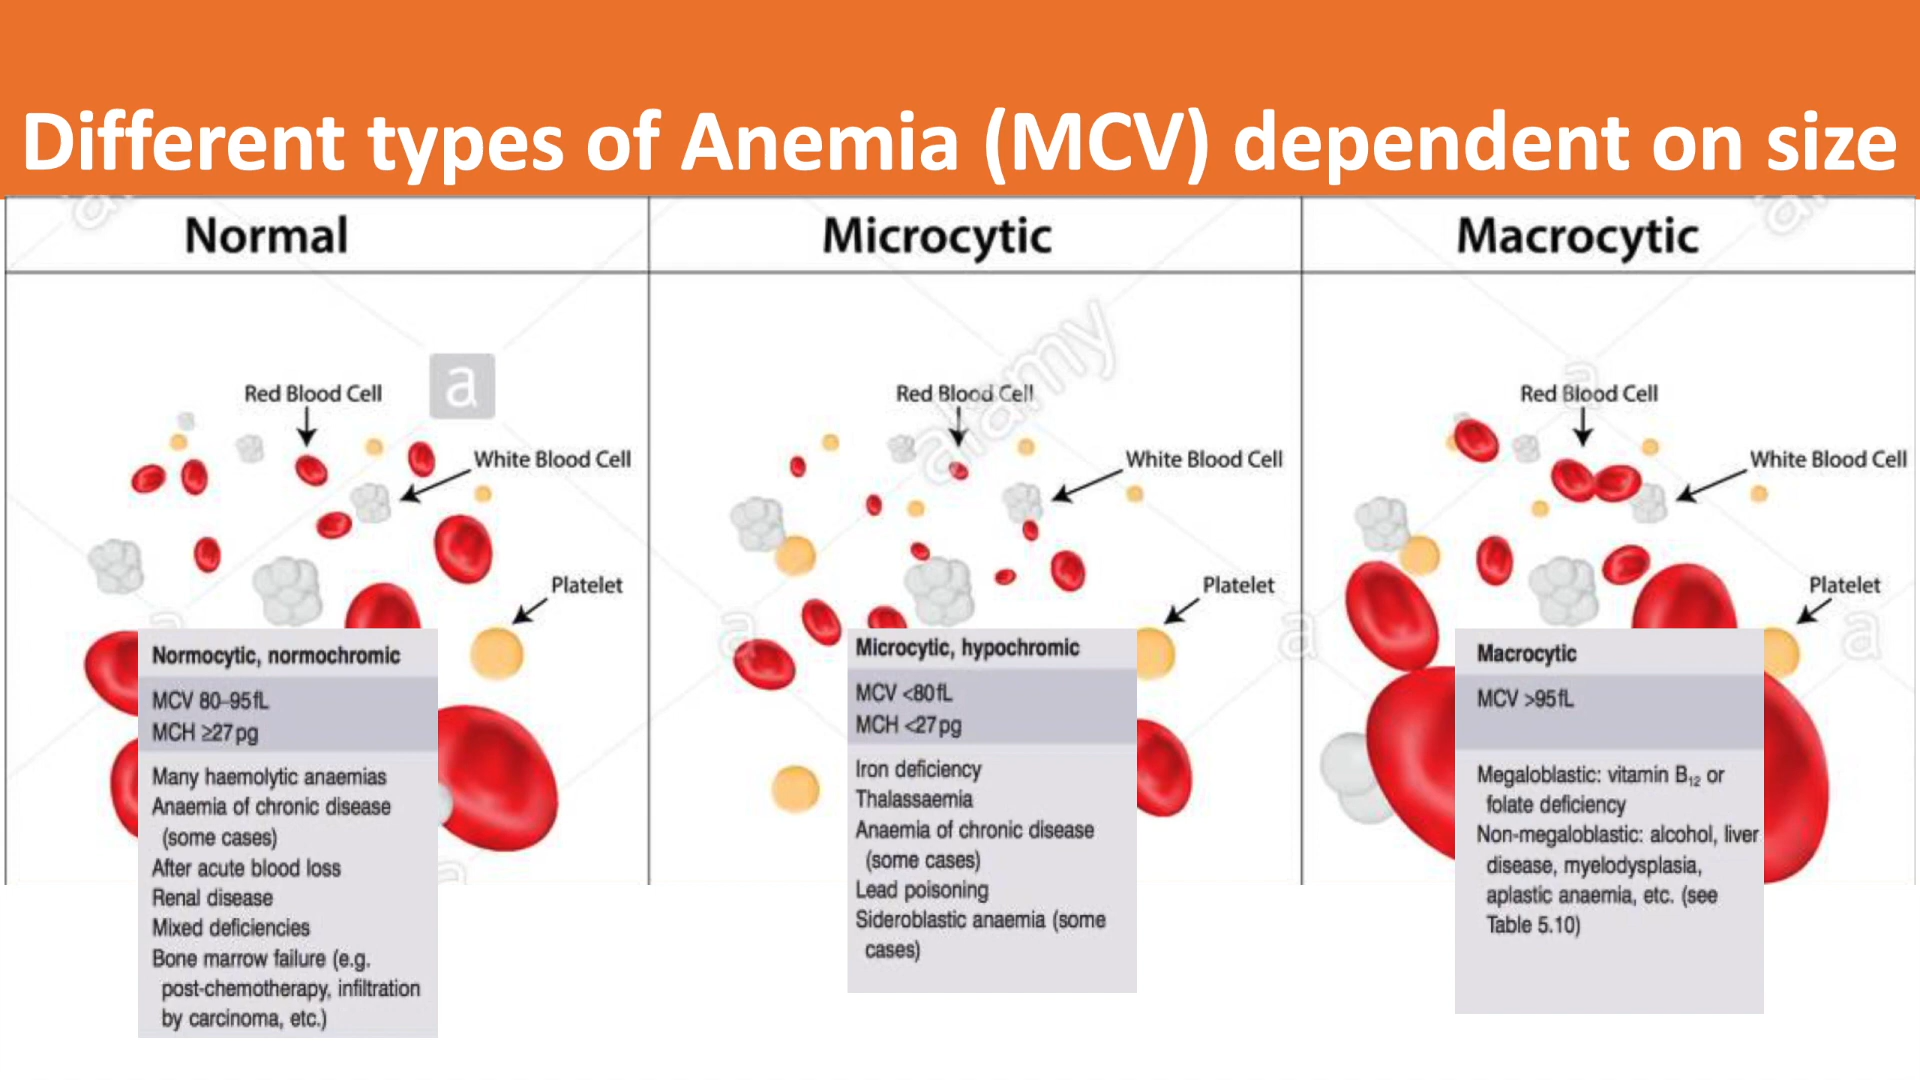 Different types of Anemia (MCV) dependent on size
Normal
Microcytic
Macrocytic
Red Blood Cell
White Blood Cell
Platelet
Red Blood Cell
White Blood Cell
Platelet
Red Blood Cell
White Blood Cell
Platelet
a
alamy
a
a
a
a
a
a
a
a
Normocytic, normochromic
MCV 80–95 fL
MCH ≥27 pg
Many haemolytic anaemias
Anaemia of chronic disease
(some cases)
After acute blood loss
Renal disease
Mixed deficiencies
Bone marrow failure (e.g.
post-chemotherapy, infiltration
by carcinoma, etc.)
Microcytic, hypochromic
MCV <80 fL
MCH <27 pg
Iron deficiency
Thalassaemia
Anaemia of chronic disease
(some cases)
Lead poisoning
Sideroblastic anaemia (some
cases)
Macrocytic
MCV >95 fL
Megaloblastic: vitamin B₁₂ or
folate deficiency
Non-megaloblastic: alcohol, liver
disease, myelodysplasia,
aplastic anaemia, etc. (see
Table 5.10)